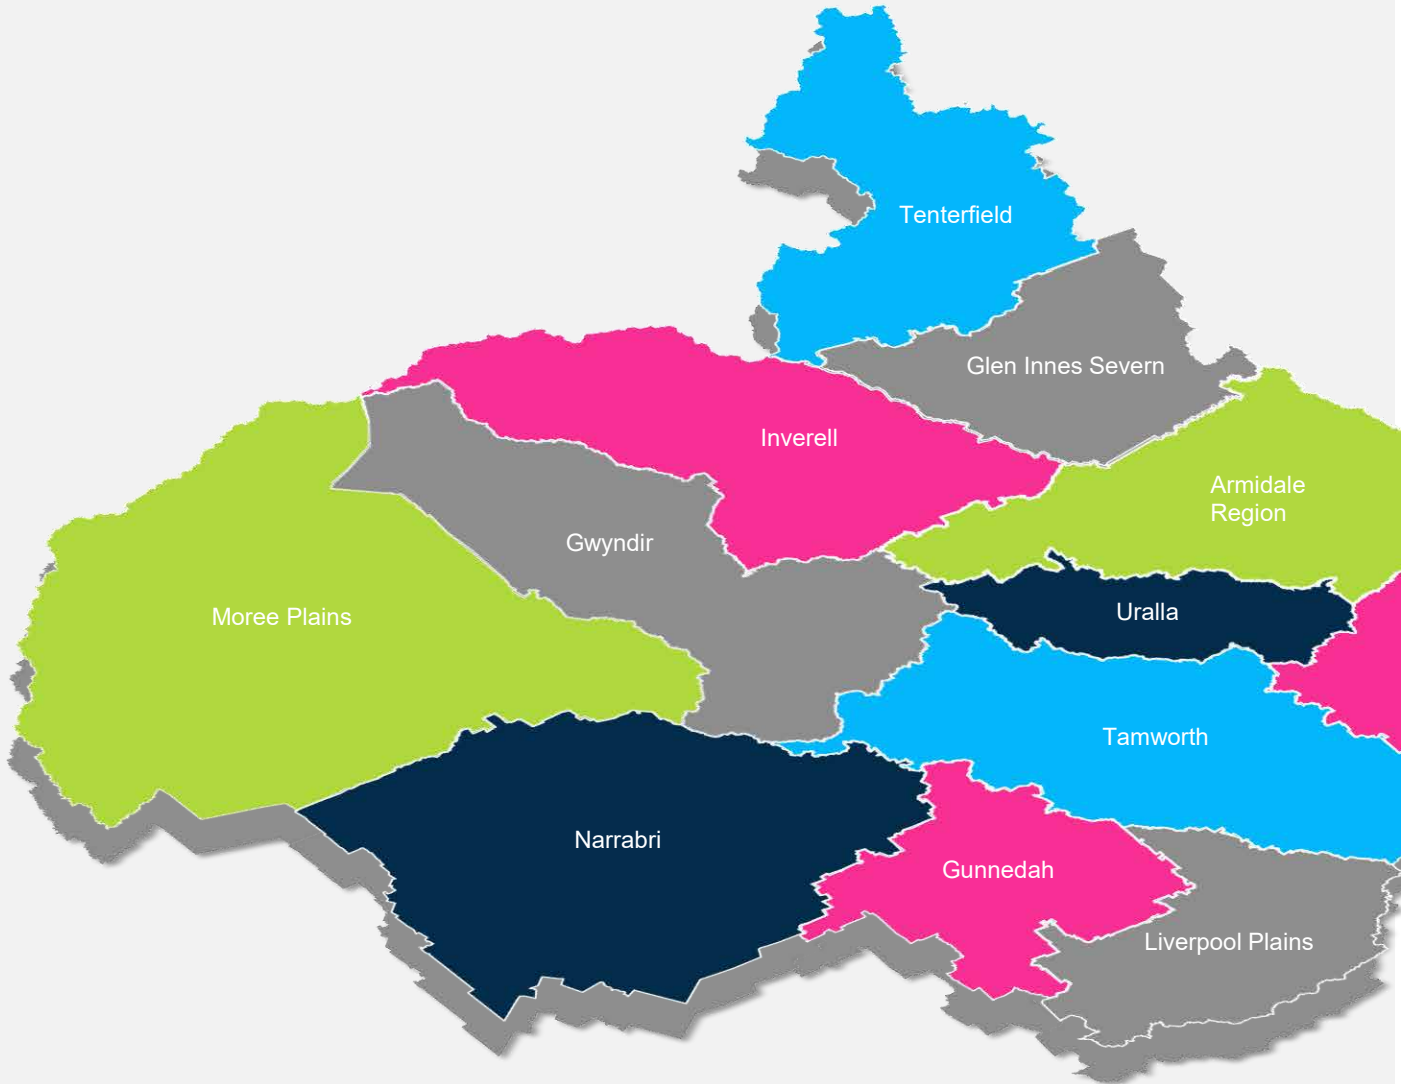 Tenterfield
Glen Innes Severn
Inverell
Armidale
Region
Gwyndir
Moree Plains
Uralla
Tamworth
Narrabri
Gunnedah
Liverpool Plains